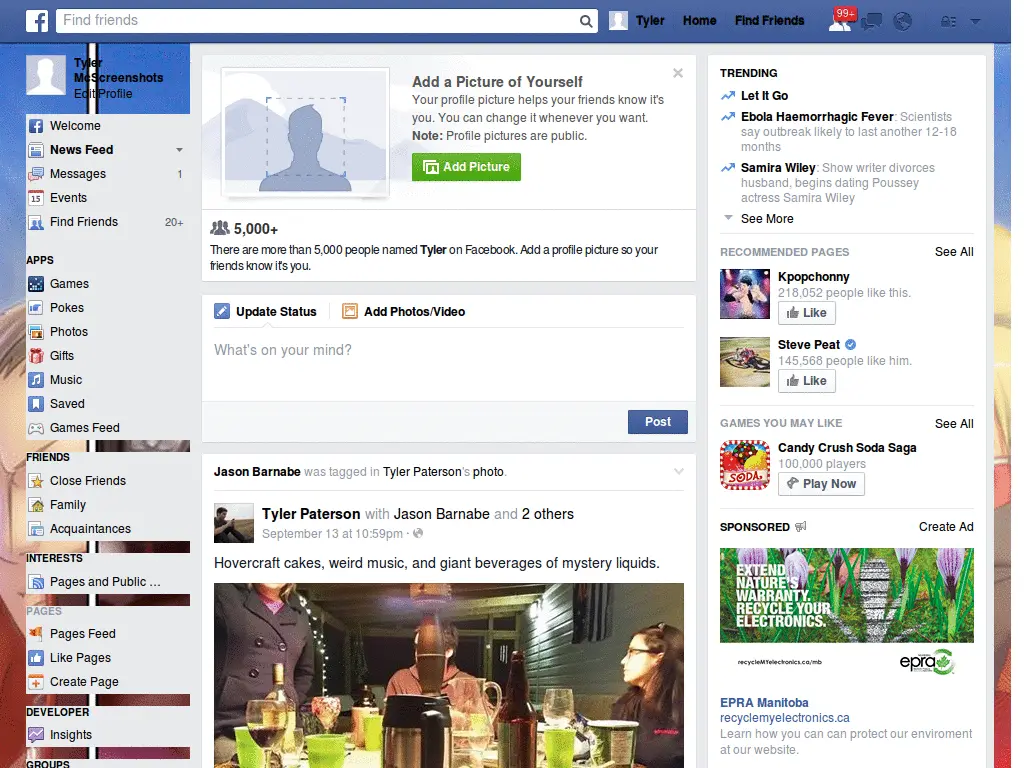 Find friends
Tyler
Home
Find Friends
99+
Tyler
McScreenshots
Edit Profile
Welcome
News Feed
Messages 1
15 Events
Find Friends 20+
APPS
Games
Pokes
Photos
Gifts
Music
Saved
Games Feed
FRIENDS
Close Friends
Family
Acquaintances
INTERESTS
Pages and Public ...
PAGES
Pages Feed
Like Pages
Create Page
DEVELOPER
Insights
GROUPS
Add a Picture of Yourself
Your profile picture helps your friends know it's
you. You can change it whenever you want.
Note: Profile pictures are public.
Add Picture
5,000+
There are more than 5,000 people named Tyler on Facebook. Add a profile picture so your
friends know it's you.
Update Status
Add Photos/Video
What's on your mind?
Post
Jason Barnabe was tagged in Tyler Paterson's photo.
Tyler Paterson with Jason Barnabe and 2 others
September 13 at 10:59pm ·
Hovercraft cakes, weird music, and giant beverages of mystery liquids.
TRENDING
Let It Go
Ebola Haemorrhagic Fever: Scientists
say outbreak likely to last another 12-18
months
Samira Wiley: Show writer divorces
husband, begins dating Poussey
actress Samira Wiley
See More
RECOMMENDED PAGES See All
Kpopchonny
218,052 people like this.
Like
Steve Peat
145,568 people like him.
Like
GAMES YOU MAY LIKE See All
SODA
Candy Crush Soda Saga
100,000 players
Play Now
SPONSORED Create Ad
EXTEND
NATURE'S
WARRANTY.
RECYCLE YOUR
ELECTRONICS.
recycleMYelectronics.ca/mb
epra
EPRA Manitoba
recyclemyelectronics.ca
Learn how you can can protect our enviroment
at our website.